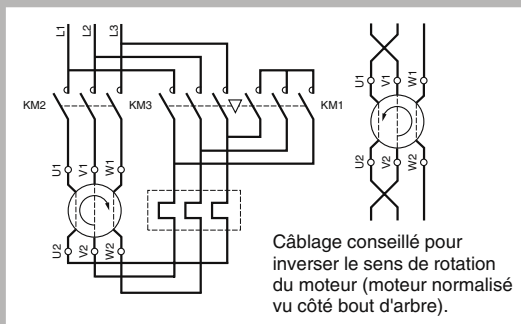 L1 L2 L3
KM2 KM3 KM1
U1 V1 W1
U2 V2 W2
U1 V1 W1
U2 V2 W2
Câblage conseillé pour
inverser le sens de rotation
du moteur (moteur normalisé
vu côté bout d'arbre).